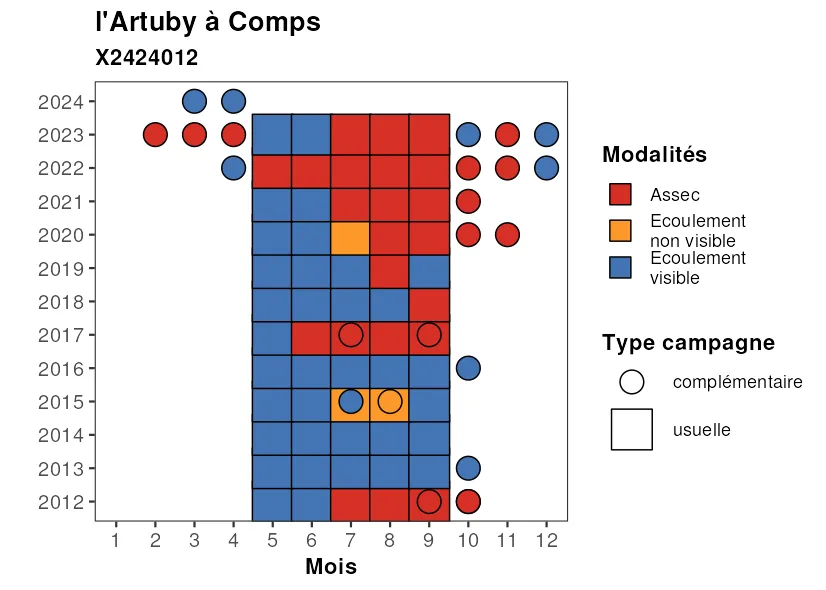 l'Artuby à Comps
X2424012
2024
2023
2022
2021
2020
2019
2018
2017
2016
2015
2014
2013
2012
1 2 3 4 5 6 7 8 9 10 11 12
Mois
Modalités
Assec
Ecoulement
non visible
Ecoulement
visible
Type campagne
complémentaire
usuelle